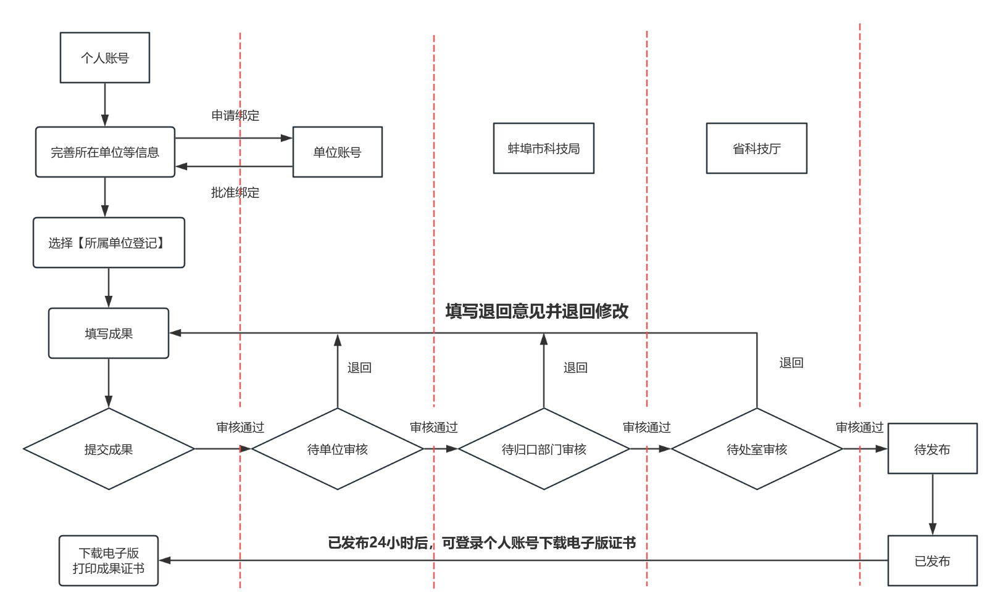 个人账号
申请绑定
完善所在单位等信息
单位账号
蚌埠市科技局
省科技厅
批准绑定
选择【所属单位登记】
填写退回意见并退回修改
填写成果
退回
退回
退回
审核通过
审核通过
审核通过
审核通过
提交成果
待单位审核
待归口部门审核
待处室审核
待发布
已发布24小时后，可登录个人账号下载电子版证书
下载电子版
打印成果证书
已发布